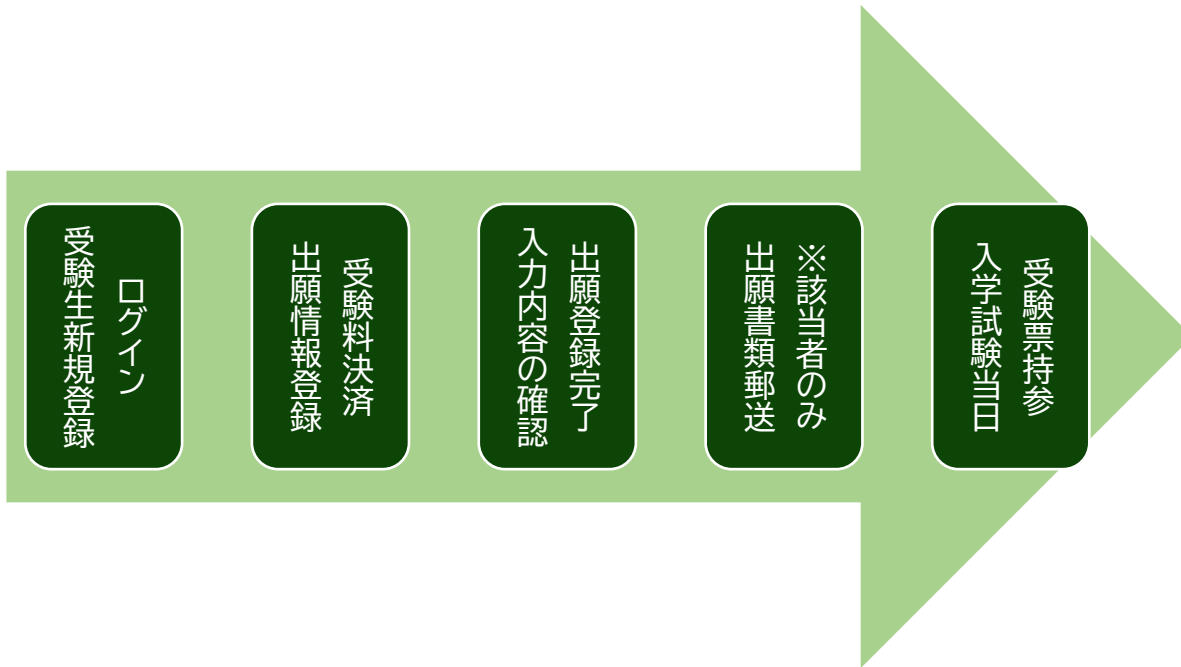 ログイン
受験生新規登録
受験料決済
出願情報登録
出願登録完了
入力内容の確認
※該当者のみ
出願書類郵送
受験票持参
入学試験当日